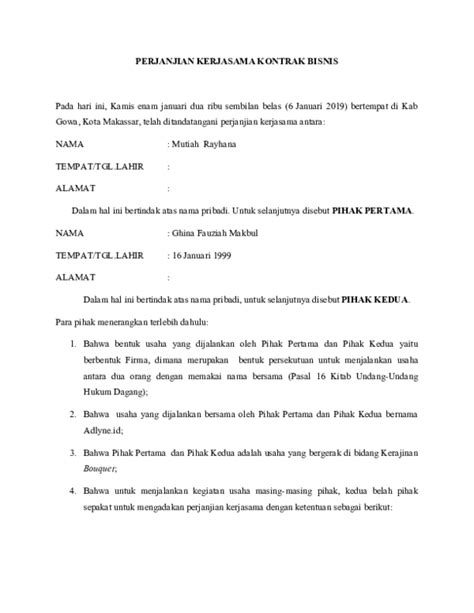 PERJANJIAN KERJASAMA KONTRAK BISNIS
Pada hari ini, Kamis enam januari dua ribu sembilan belas (6 Januari 2019) bertempat di Kab
Gowa, Kota Makassar, telah ditandatangani perjanjian kerjasama antara:
NAMA : Mutiah Rayhana
TEMPAT/TGL.LAHIR :
ALAMAT :
Dalam hal ini bertindak atas nama pribadi. Untuk selanjutnya disebut PIHAK PERTAMA.
NAMA : Ghina Fauziah Makbul
TEMPAT/TGL.LAHIR : 16 Januari 1999
ALAMAT :
Dalam hal ini bertindak atas nama pribadi, untuk selanjutnya disebut PIHAK KEDUA.
Para pihak menerangkan terlebih dahulu:
1. Bahwa bentuk usaha yang dijalankan oleh Pihak Pertama dan Pihak Kedua yaitu
berbentuk Firma, dimana merupakan bentuk persekutuan untuk menjalankan usaha
antara dua orang dengan memakai nama bersama (Pasal 16 Kitab Undang-Undang
Hukum Dagang);
2. Bahwa usaha yang dijalankan bersama oleh Pihak Pertama dan Pihak Kedua bernama
Adlyne.id;
3. Bahwa Pihak Pertama dan Pihak Kedua adalah usaha yang bergerak di bidang Kerajinan
Bouquer;
4. Bahwa untuk menjalankan kegiatan usaha masing-masing pihak, kedua belah pihak
sepakat untuk mengadakan perjanjian kerjasama dengan ketentuan sebagai berikut: